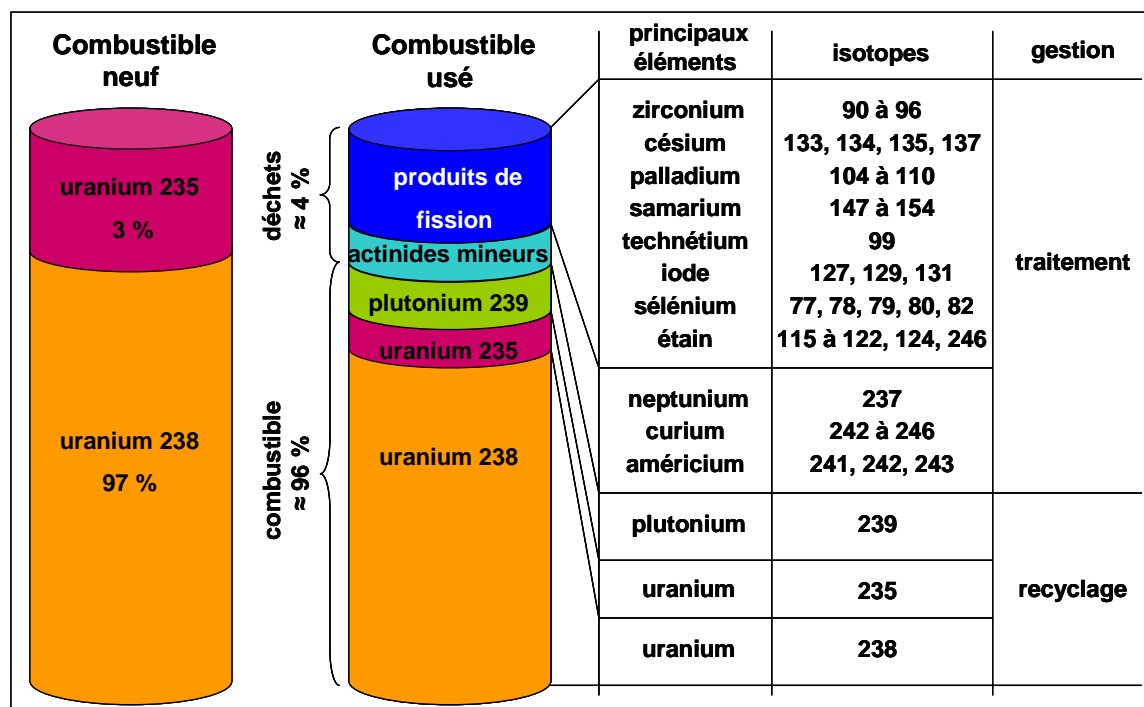 Combustible
neuf
uranium 235
3 %
uranium 238
97 %
déchets
≈ 4 %
combustible
≈ 96 %
Combustible
usé
produits de
fission
actinides mineurs
plutonium 239
uranium 235
uranium 238
principaux
éléments
isotopes
gestion
zirconium 90 à 96
césium 133, 134, 135, 137
palladium 104 à 110
samarium 147 à 154
technétium 99
iode 127, 129, 131
sélénium 77, 78, 79, 80, 82
étain 115 à 122, 124, 246
traitement
neptunium 237
curium 242 à 246
américium 241, 242, 243
plutonium 239
uranium 235
recyclage
uranium 238